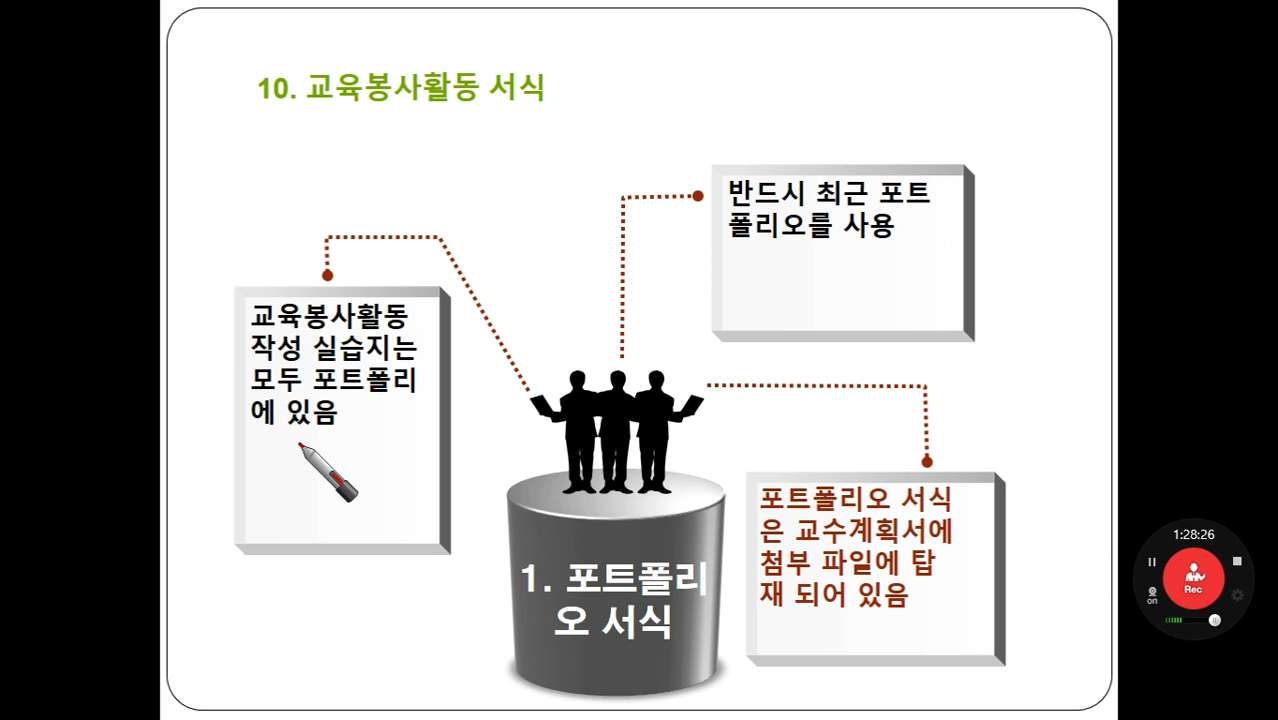 10. 교육봉사활동 서식
반드시 최근 포트
폴리오를 사용
교육봉사활동
작성 실습지는
모두 포트폴리
에 있음
포트폴리오 서식
은 교수계획서에
첨부 파일에 탑
재 되어 있음
1. 포트폴리
오 서식
1:28:26
Rec
on